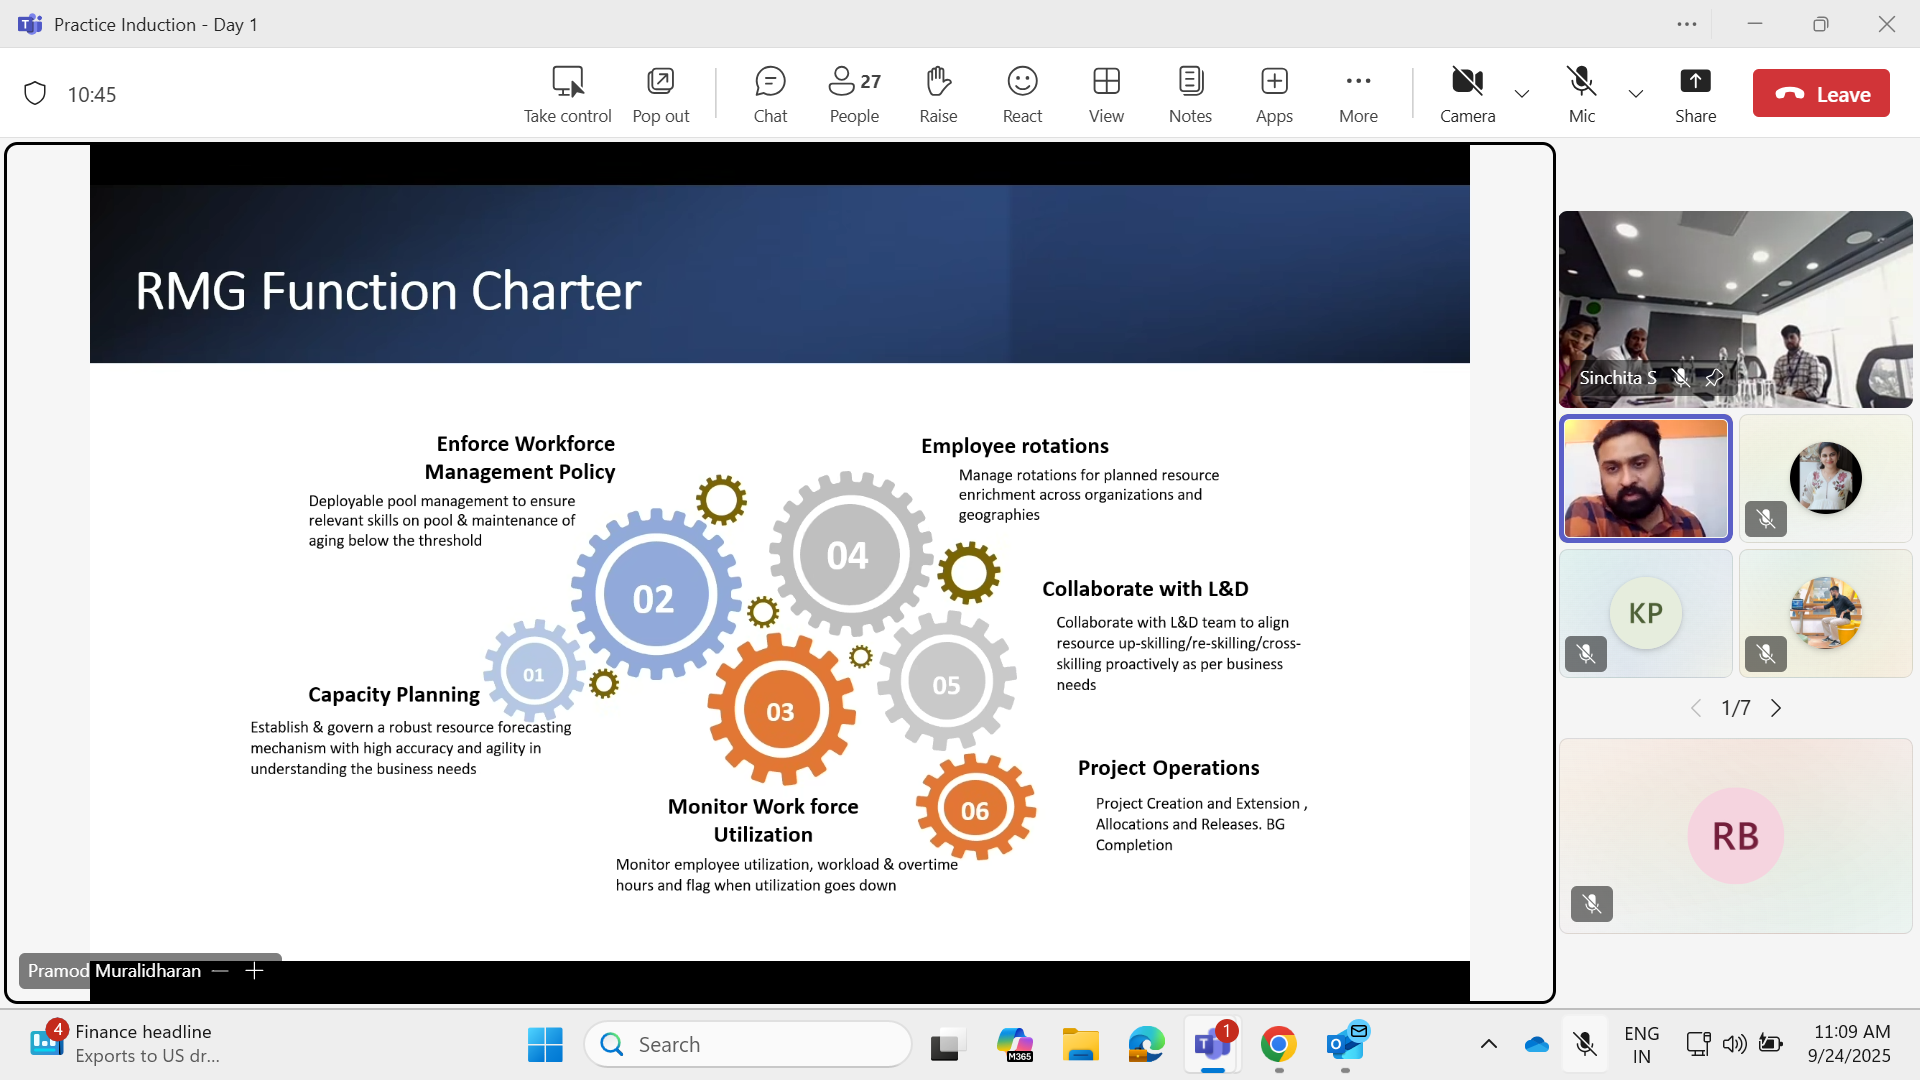 Practice Induction - Day 1
10:45
Take control
Pop out
Chat
27
People
Raise
React
View
Notes
Apps
More
Camera
Mic
Share
Leave
RMG Function Charter
Enforce Workforce
Management Policy
Deployable pool management to ensure
relevant skills on pool & maintenance of
aging below the threshold
Employee rotations
Manage rotations for planned resource
enrichment across organizations and
geographies
04
02
Collaborate with L&D
Collaborate with L&D team to align
resource up-skilling/re-skilling/cross-
skilling proactively as per business
needs
01
Capacity Planning
Establish & govern a robust resource forecasting
mechanism with high accuracy and agility in
understanding the business needs
03
05
Monitor Work force
Utilization
Monitor employee utilization, workload & overtime
hours and flag when utilization goes down
06
Project Operations
Project Creation and Extension ,
Allocations and Releases. BG
Completion
Pramod Muralidharan
Sinchita S
KP
1/7
RB
4
Finance headline
Exports to US dr...
Search
M365
T
1
O
ENG
IN
11:09 AM
9/24/2025